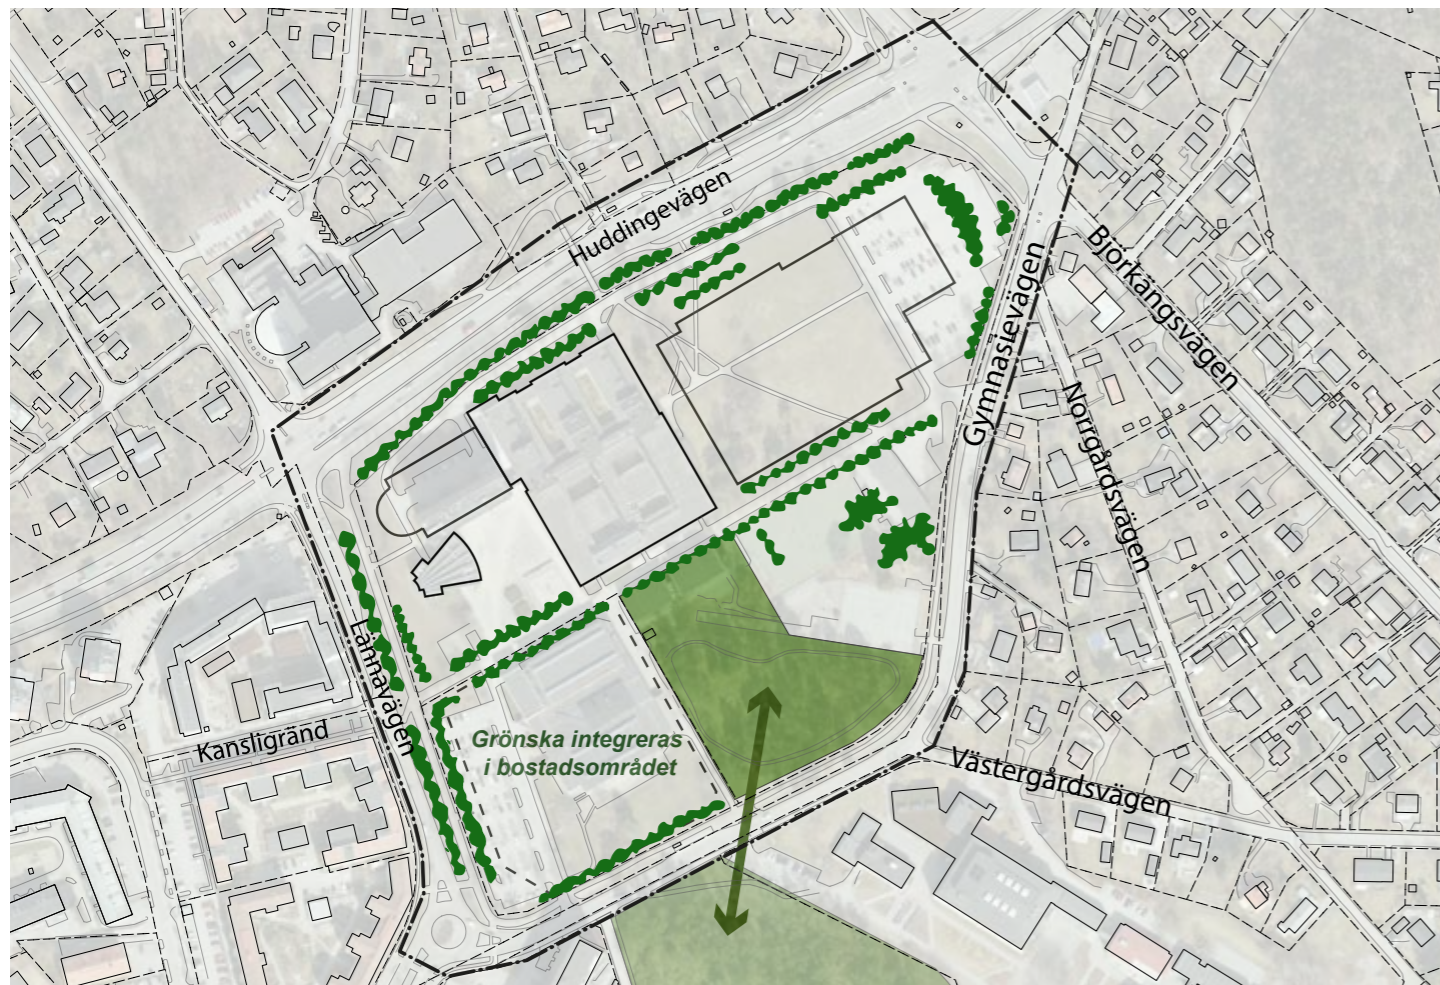 Huddingevägen
Gymnasievägen
Björkängsvägen
Norrgårdsvägen
Lännavägen
Kansligränd
Grönska integreras
i bostadsområdet
Västergårdsvägen